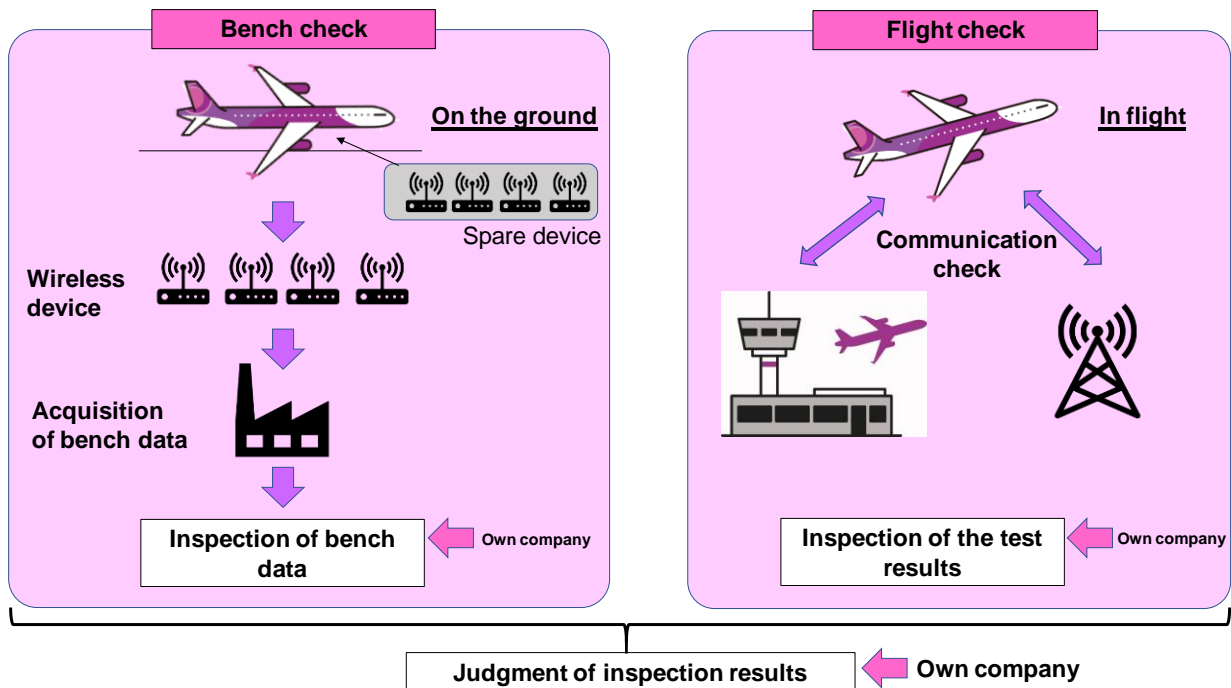 Bench check
On the ground
Spare device
Wireless
device
Acquisition
of bench data
Inspection of bench
data
Own company
Flight check
In flight
Communication
check
Inspection of the test
results
Own company
Judgment of inspection results
Own company